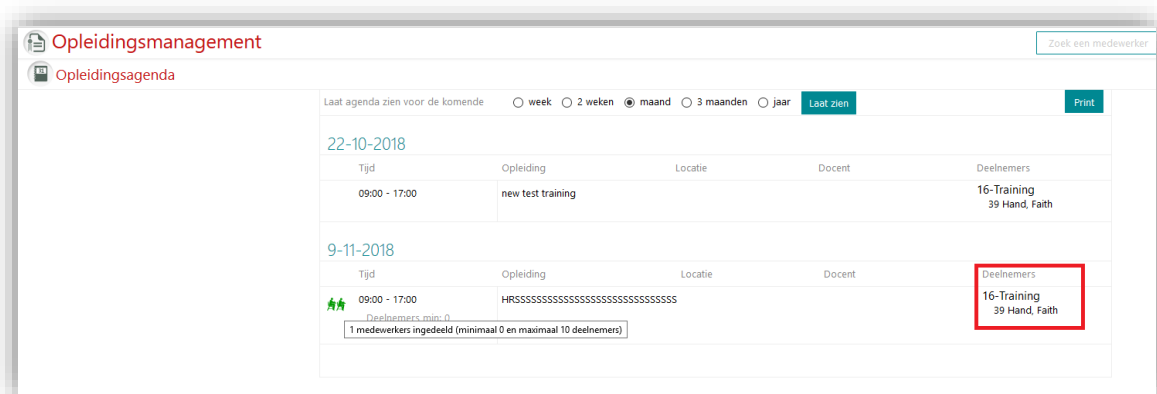 Opleidingsmanagement
Zoek een medewerker
Opleidingsagenda
Laat agenda zien voor de komende week 2 weken maand 3 maanden jaar Laat zien Print
22-10-2018
Tijd Opleiding Locatie Docent Deelnemers
09:00 - 17:00 new test training 16-Training
39 Hand, Faith
9-11-2018
Tijd Opleiding Locatie Docent Deelnemers
09:00 - 17:00 16-Training
39 Hand, Faith
Deelnemers min: 0
1 medewerkers ingedeeld (minimaal 0 en maximaal 10 deelnemers)